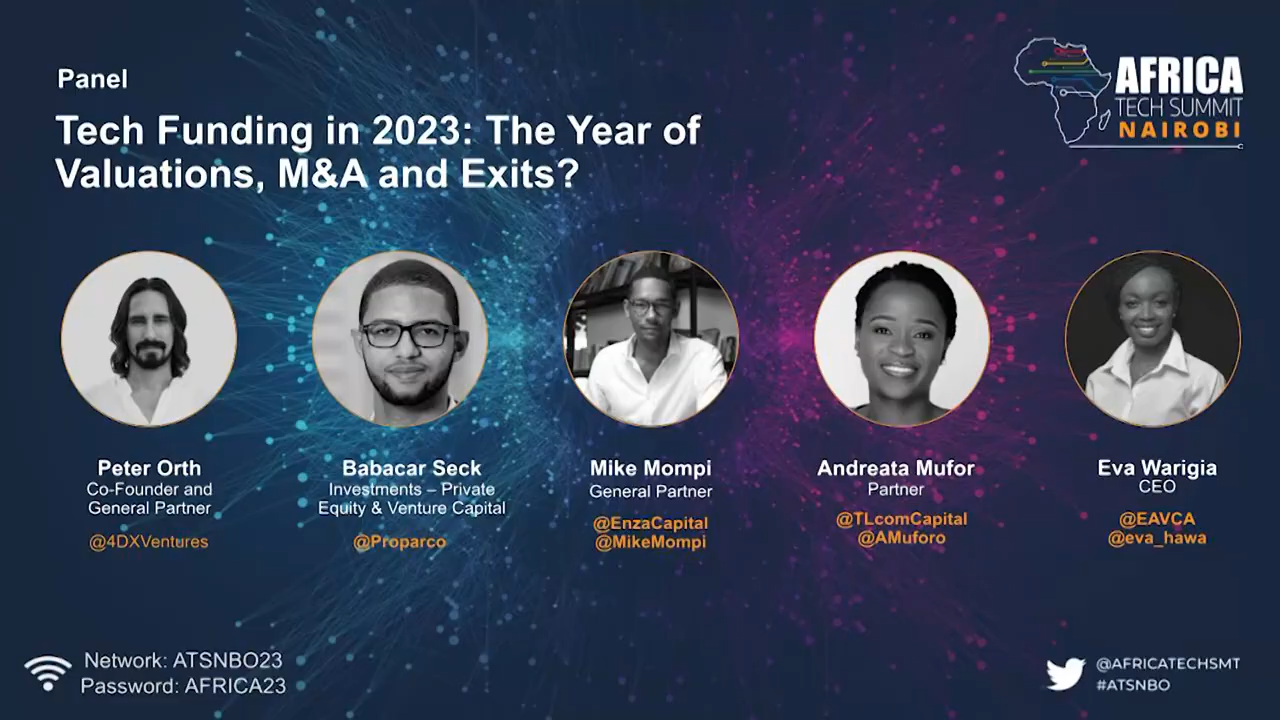 Panel
Tech Funding in 2023: The Year of
Valuations, M&A and Exits?
AFRICA
TECH SUMMIT
NAIROBI
Peter Orth
Co-Founder and
General Partner
@4DXVentures
Babacar Seck
Investments – Private
Equity & Venture Capital
@Proparco
Mike Mompi
General Partner
@EnzaCapital
@MikeMompi
Andreata Mufor
Partner
@TLcomCapital
@AMuforo
Eva Warigia
CEO
@EAVCA
@eva_hawa
Network: ATSNBO23
Password: AFRICA23
@AFRICATECHSMT
#ATSNBO